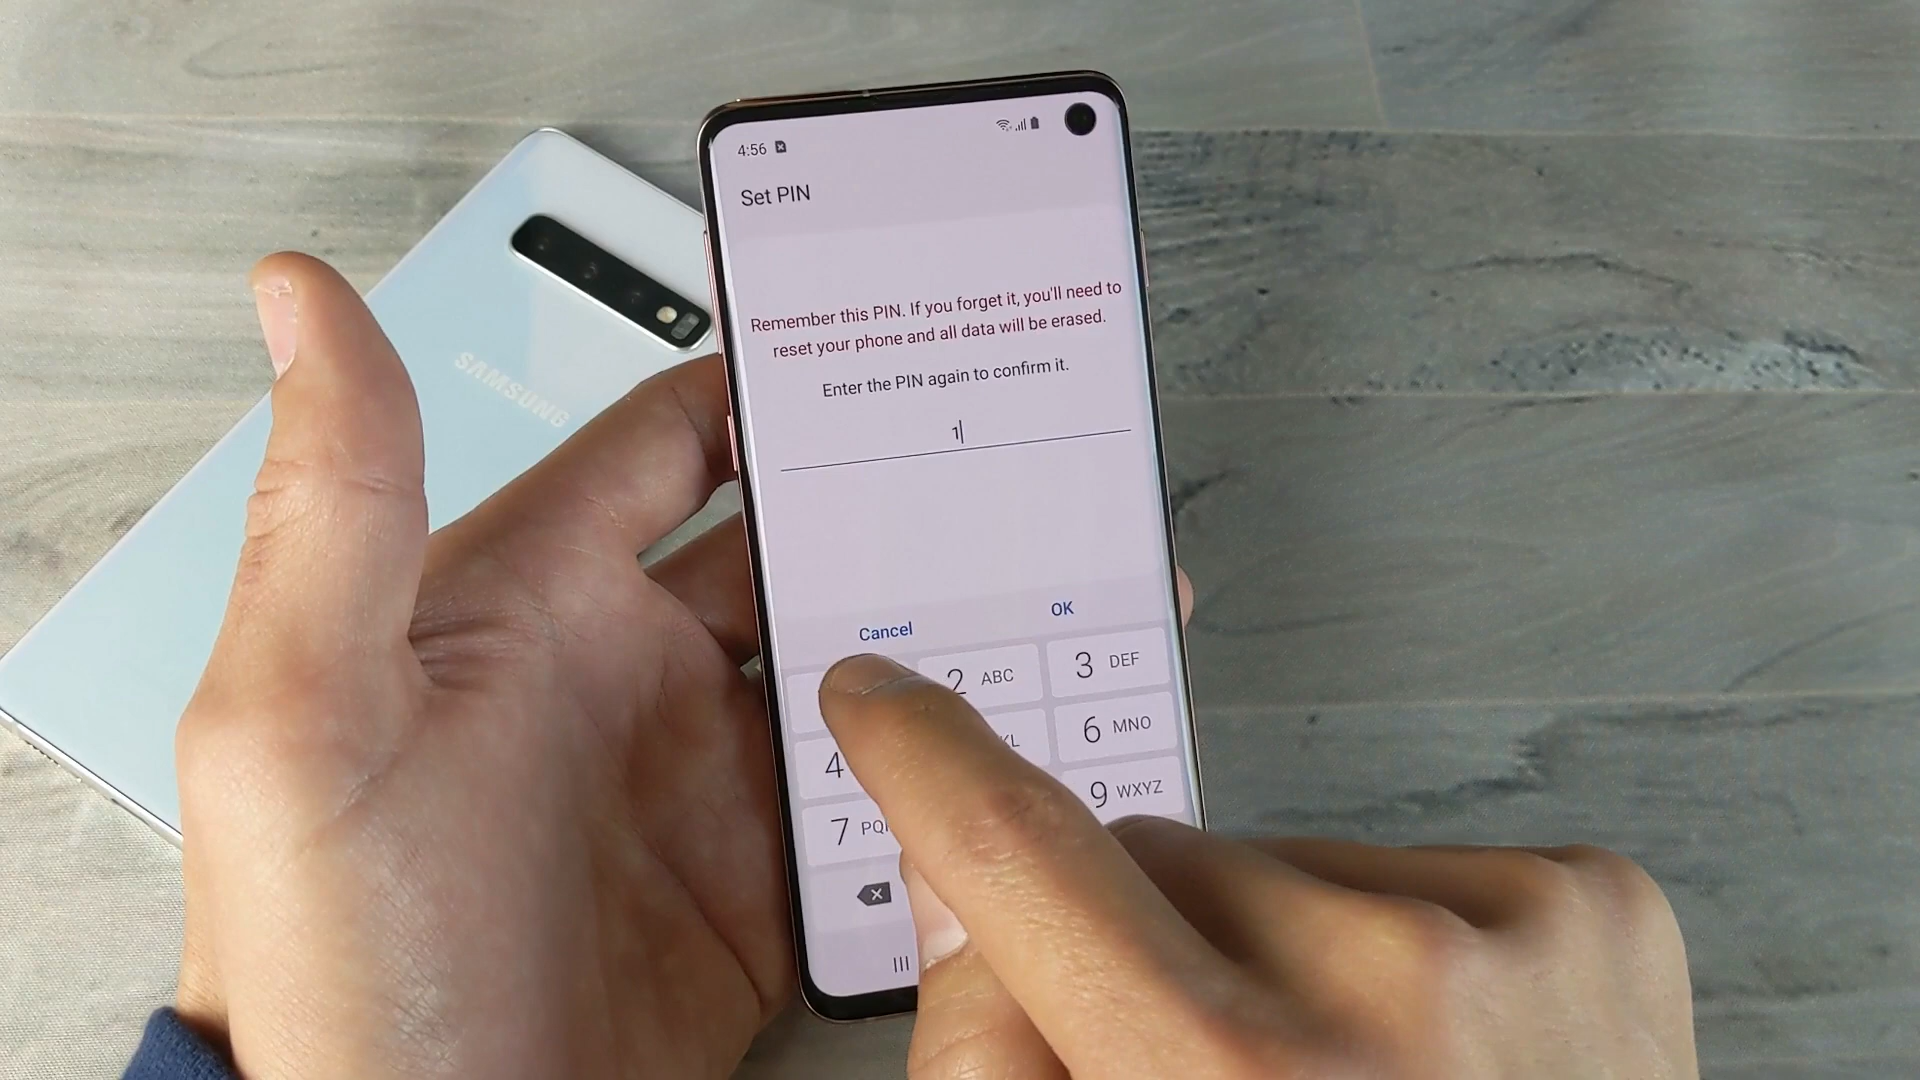 4:56
Set PIN
Remember this PIN. If you forget it, you'll need to
reset your phone and all data will be erased.
Enter the PIN again to confirm it.
1
Cancel OK
2 ABC 3 DEF
4 KL 6 MNO
7 PQ 9 WXYZ
SAMSUNG